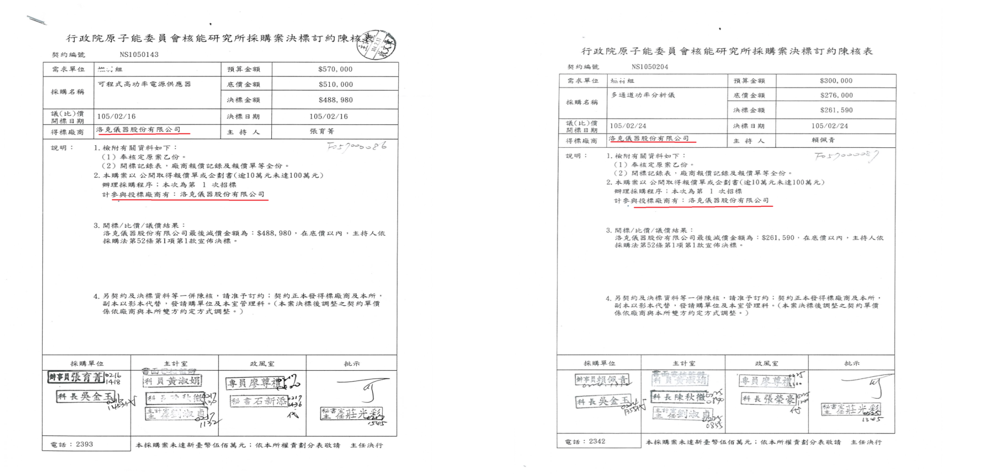 行政院原子能委員會核能研究所採購案決標訂約陳核表
契約編號 NS1050143
需求單位 組 預算金額 $570,000
採購名稱 可程式高功率電源供應器 底價金額 $510,000
決標金額 $488,980
議(比)價
開標日期 105/02/16 決標日期 105/02/16
得標廠商 洛克儀器股份有限公司 主持人 張育菁
說明： 1.檢附有關資料如下： F057000086
(1) 奉核定原案乙份。
(2) 開標記錄表，廠商報價記錄及報價單等全份。
2.本購案以 公開取得報價單或企劃書(逾10萬元未達100萬元)
辦理採購程序；本次為第 1 次招標
計參與投標廠商有：洛克儀器股份有限公司
3.開標/比價/議價結果：
洛克儀器股份有限公司最後減價金額為：$488,980，在底價以內，主持人依
採購法第52條第1項第1款宣佈決標。
4.另契約及決標資料等一併陳核，請准予訂約；契約正本發得標廠商及本所，
副本以影本代替，發請購單位及本室管理科。(本案決標後調整之契約單價
係依廠商與本所雙方約定方式調整。)
採購單位 主計室 政風室 批示
辦事員張育菁 0216 1418
科長吳金玉
科員黃淑娟
科長陳秋微
主計室主任劉淑貞 0217 1132
專員廖尊禮
秘書石新添 0217 1436 代
秘書室主任莊光彩 0217 1545
電話：2393 本採購案未達新臺幣伍佰萬元；依本所權責劃分表敬請 主任決行
行政院原子能委員會核能研究所採購案決標訂約陳核表
契約編號 NS1050204
需求單位 組 預算金額 $300,000
採購名稱 多通道功率分析儀 底價金額 $276,000
決標金額 $261,590
議(比)價
開標日期 105/02/24 決標日期 105/02/24
得標廠商 洛克儀器股份有限公司 主持人 賴佩青
說明： 1.檢附有關資料如下： F057000087
(1) 奉核定原案乙份。
(2) 開標記錄表，廠商報價記錄及報價單等全份。
2.本購案以 公開取得報價單或企劃書(逾10萬元未達100萬元)
辦理採購程序；本次為第 1 次招標
計參與投標廠商有：洛克儀器股份有限公司
3.開標/比價/議價結果：
洛克儀器股份有限公司最後減價金額為：$261,590，在底價以內，主持人依
採購法第52條第1項第1款宣佈決標。
4.另契約及決標資料等一併陳核，請准予訂約；契約正本發得標廠商及本所，
副本以影本代替，發請購單位及本室管理科。(本案決標後調整之契約單價
係依廠商與本所雙方約定方式調整。)
採購單位 主計室 政風室 批示
辦事員賴佩青
科長吳金玉
書面審核監辦
科員黃淑娟
科長陳秋微
主計室主任劉淑貞 0225 0855
專員廖尊禮
科長張榮豪 代
秘書室主任莊光彩 0225 1345
電話：2342 本採購案未達新臺幣伍佰萬元；依本所權責劃分表敬請 主任決行